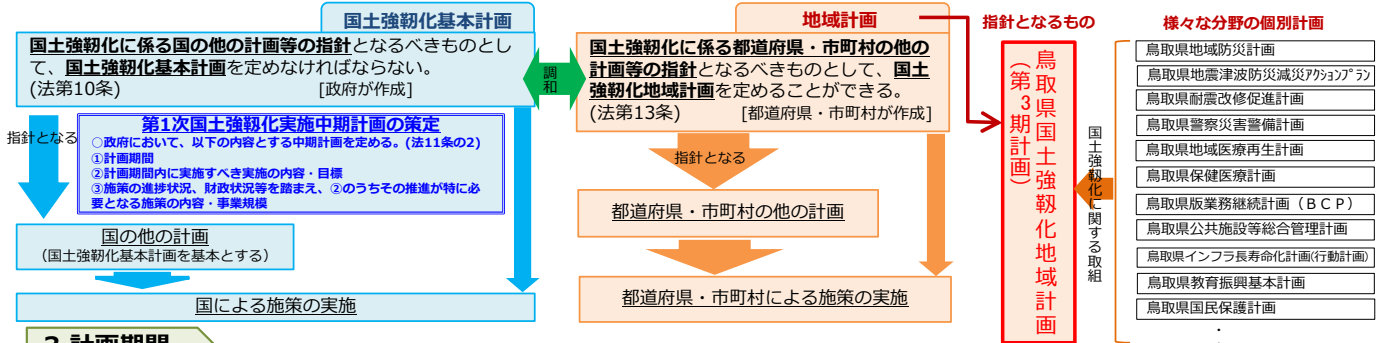 国土強靭化基本計画
国土強靭化に係る国の他の計画等の指針となるべきものとし
て、国土強靭化基本計画を定めなければならない。
(法第10条) [政府が作成]
指針となる
第1次国土強靭化実施中期計画の策定
○政府において、以下の内容とする中期計画を定める。(法11条の2)
①計画期間
②計画期間内に実施すべき実施の内容・目標
③施策の進捗状況、財政状況等を踏まえ、②のうちその推進が特に必
要となる施策の内容・事業規模
国の他の計画
(国土強靭化基本計画を基本とする)
国による施策の実施
調和
地域計画
国土強靭化に係る都道府県・市町村の他の
計画等の指針となるべきものとして、国土
強靭化地域計画を定めることができる。
(法第13条) [都道府県・市町村が作成]
指針となる
都道府県・市町村の他の計画
都道府県・市町村による施策の実施
指針となるもの
鳥取県国土強靭化地域計画
(第3期計画)
国土強靭化に関する取組
様々な分野の個別計画
鳥取県地域防災計画
鳥取県地震津波防災減災ｱｸｼｮﾝﾌﾟﾗﾝ
鳥取県耐震改修促進計画
鳥取県警察災害警備計画
鳥取県地域医療再生計画
鳥取県保健医療計画
鳥取県版業務継続計画（ＢＣＰ）
鳥取県公共施設等総合管理計画
鳥取県インフラ長寿命化計画(行動計画)
鳥取県教育振興基本計画
鳥取県国民保護計画
・
2 計画期間